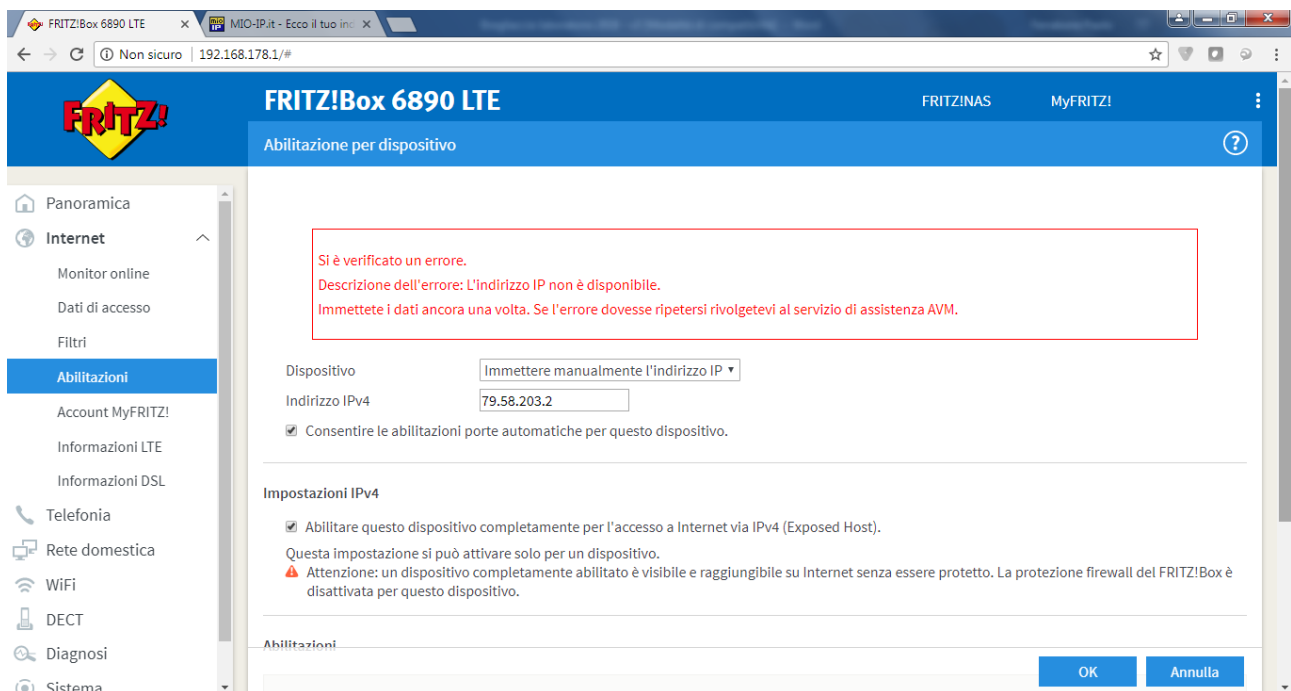 FRITZ!Box 6890 LTE
MIO-IP.it - Ecco il tuo ind
Non sicuro | 192.168.178.1/#
FRITZ!
FRITZ!Box 6890 LTE
FRITZ!NAS
MyFRITZ!
Abilitazione per dispositivo
?
Panoramica
Internet
Monitor online
Dati di accesso
Filtri
Abilitazioni
Account MyFRITZ!
Informazioni LTE
Informazioni DSL
Telefonia
Rete domestica
WiFi
DECT
Diagnosi
Sistema
Si è verificato un errore.
Descrizione dell'errore: L'indirizzo IP non è disponibile.
Immettete i dati ancora una volta. Se l'errore dovesse ripetersi rivolgetevi al servizio di assistenza AVM.
Dispositivo
Immettere manualmente l'indirizzo IP
Indirizzo IPv4
79.58.203.2
Consentire le abilitazioni porte automatiche per questo dispositivo.
Impostazioni IPv4
Abilitare questo dispositivo completamente per l'accesso a Internet via IPv4 (Exposed Host).
Questa impostazione si può attivare solo per un dispositivo.
Attenzione: un dispositivo completamente abilitato è visibile e raggiungibile su Internet senza essere protetto. La protezione firewall del FRITZ!Box è
disattivata per questo dispositivo.
Abilitazioni
OK
Annulla